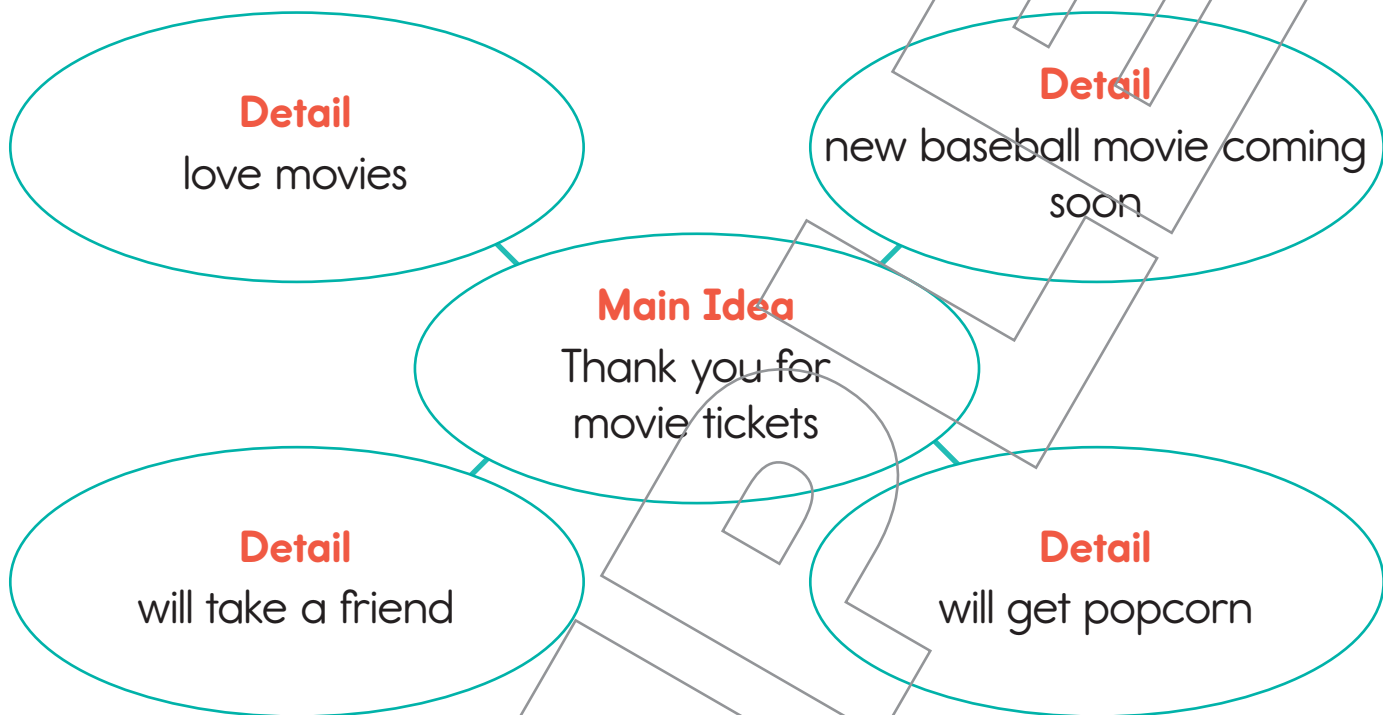 Detail
love movies
Detail
new baseball movie coming
soon
Main Idea
Thank you for
movie tickets
Detail
will take a friend
Detail
will get popcorn